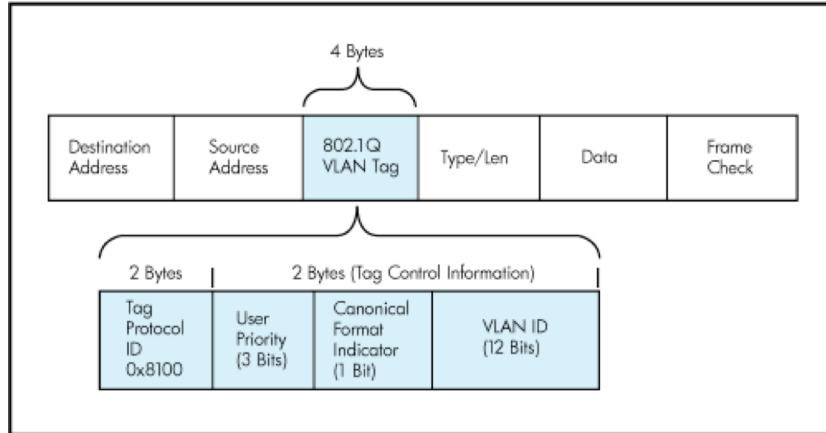 4 Bytes
Destination
Address
Source
Address
802.1Q
VLAN Tag
Type/Len
Data
Frame
Check
2 Bytes
2 Bytes (Tag Control Information)
Tag
Protocol
ID
0x8100
User
Priority
(3 Bits)
Canonical
Format
Indicator
(1 Bit)
VLAN ID
(12 Bits)